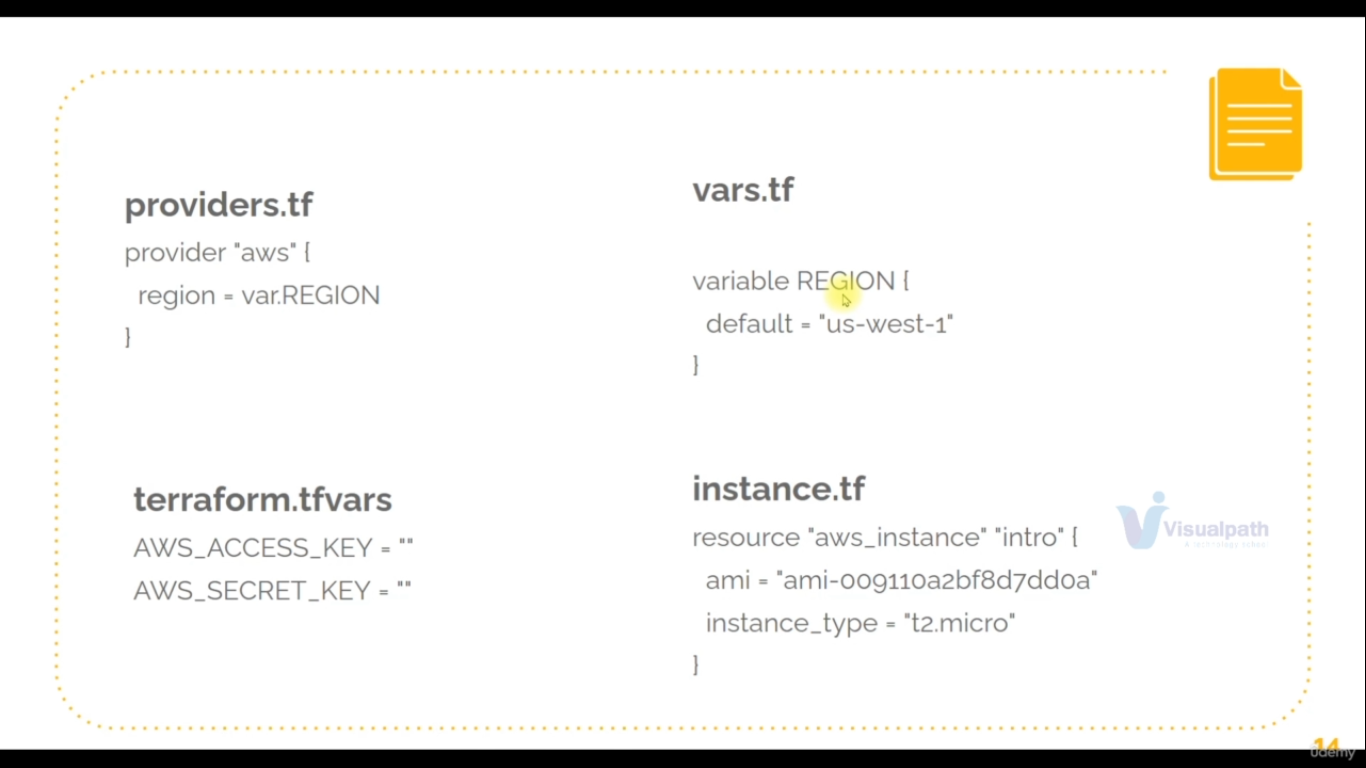 providers.tf
provider "aws" {
region = var.REGION
}
vars.tf
variable REGION {
default = "us-west-1"
}
terraform.tfvars
AWS_ACCESS_KEY = ""
AWS_SECRET_KEY = ""
instance.tf
resource "aws_instance" "intro" {
ami = "ami-009110a2bf8d7dd0a"
instance_type = "t2.micro"
}
Visualpath
14
ûdemy